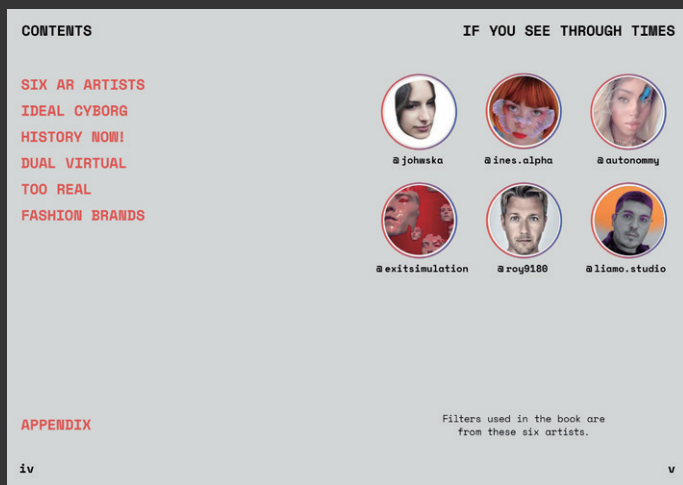 CONTENTS
SIX AR ARTISTS
IDEAL CYBORG
HISTORY NOW!
DUAL VIRTUAL
TOO REAL
FASHION BRANDS
APPENDIX
iv
IF YOU SEE THROUGH TIMES
@johwska
@ines.alpha
@autonommy
@exitsimulation
@roy9180
@liamo.studio
Filters used in the book are
from these six artists.
v